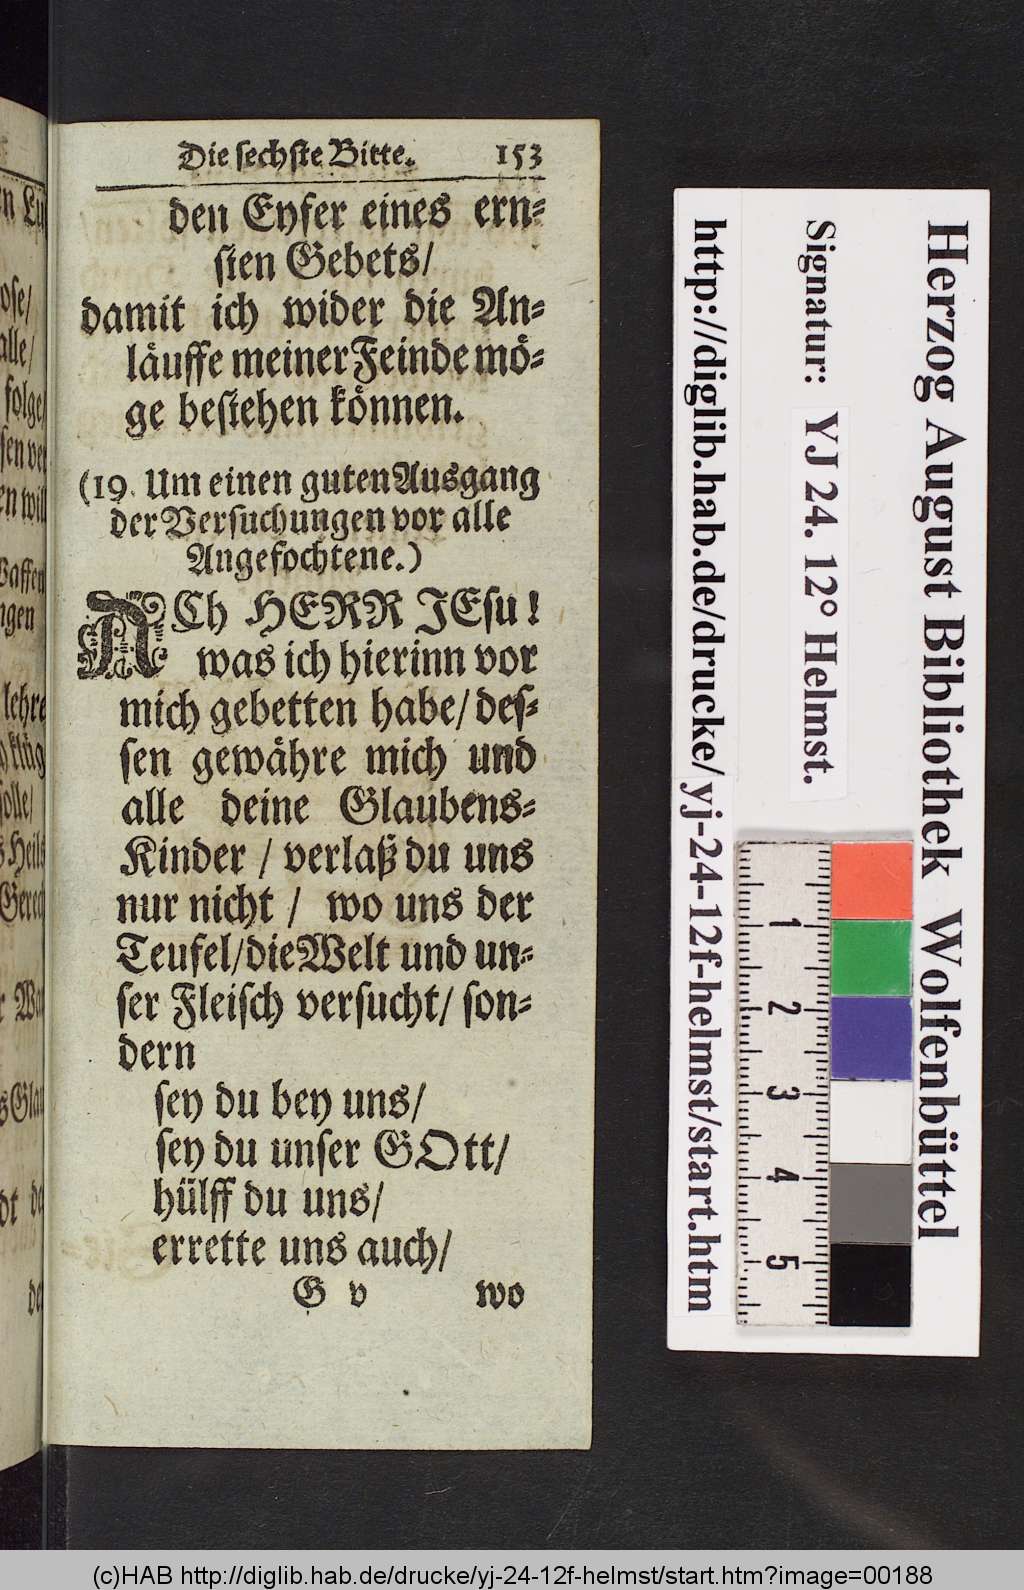 Die sechste Bitte. 153
den Eyfer eines ern-
sten Gebets/
damit ich wider die An-
läuffe meiner Feinde mö-
ge bestehen können.
(19. Um einen guten Ausgang
der Versuchungen vor alle
Angefochtene.)
ACh HERR JEsu!
was ich hierinn vor
mich gebetten habe/ des-
sen gewähre mich und
alle deine Glaubens-
Kinder / verlaß du uns
nur nicht / wo uns der
Teufel/die Welt und un-
ser Fleisch versucht/ son-
dern
sey du bey uns/
sey du unser GOtt/
hülff du uns/
errette uns auch/
G v wo
Herzog August Bibliothek Wolfenbüttel
Signatur: YJ 24. 12° Helmst.
http://diglib.hab.de/drucke/yj-24-12f-helmst/start.htm
1
2
3
4
5
(c)HAB http://diglib.hab.de/drucke/yj-24-12f-helmst/start.htm?image=00188